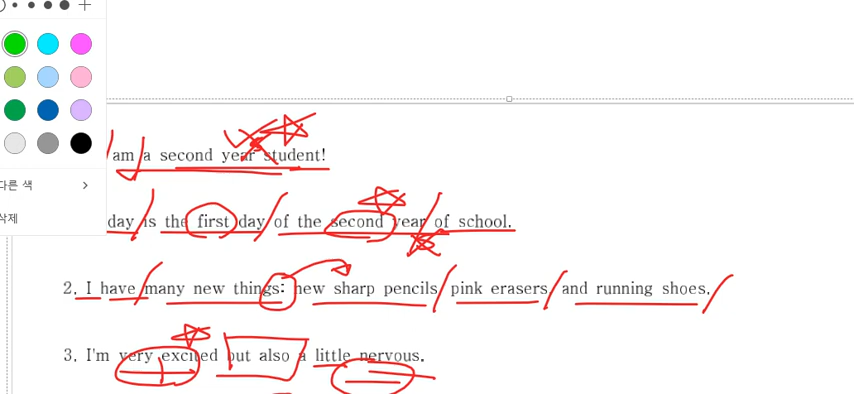 am a second year student!
day is the first day of the second year of school.
2. I have many new things: new sharp pencils, pink erasers, and running shoes.
다른 색
삭제
3. I'm very excited but also a little nervous.